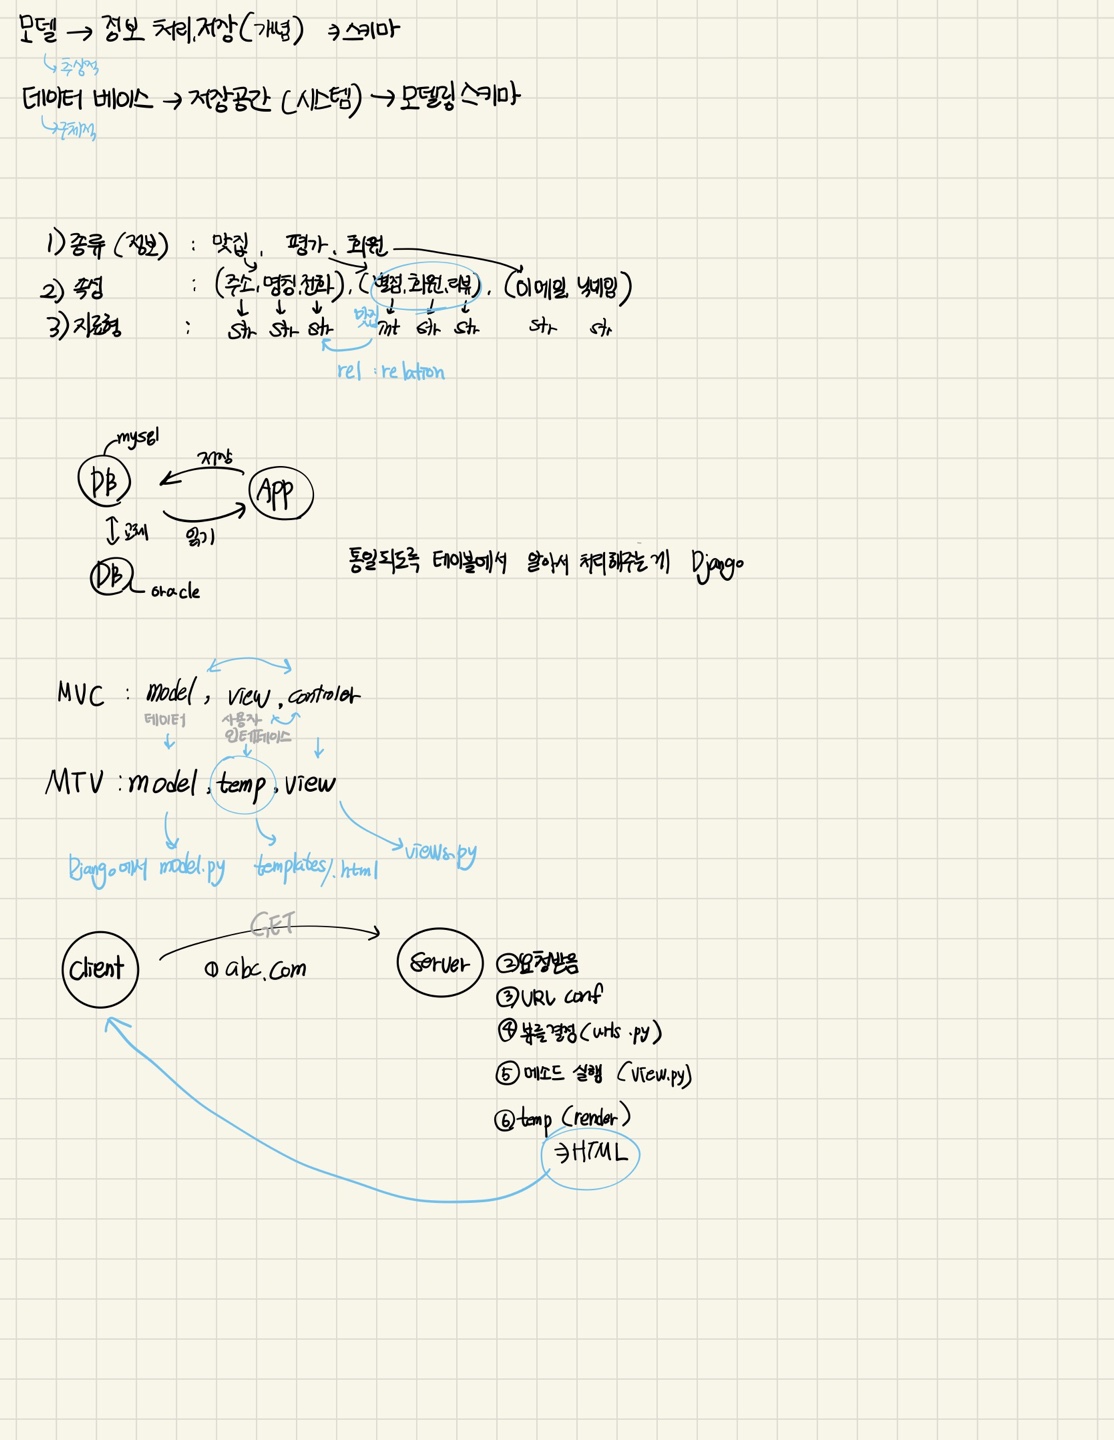 모델 → 정보 처리, 저장(개념) ⇒ 스키마
↳ 추상적
데이터 베이스 → 저장공간 (시스템) → 모델링 스키마
↳ 구체적
1) 종류 (정보) : 맛집, 평가, 회원
2) 속성 : (주소, 명칭, 전화), (별점, 회원, 리뷰), (이메일, 닉네임)
3) 자료형 : str str str 맛집 int str str str str
rel : relation
mysql
DB 저장 App
교체 읽기
DB oracle
통일되도록 테이블에서 알아서 처리해주는게 Django
MVC : model, view, controler
데이터 사용자 인터페이스
MTV : model, temp, view
Django에서 model.py templates/.html views.py
GET
Client ① abc.com Server ② 요청받음
③ URL conf
④ 뷰를 결정 (urls.py)
⑤ 메소드 실행 (view.py)
⑥ temp (render)
⇒ HTML